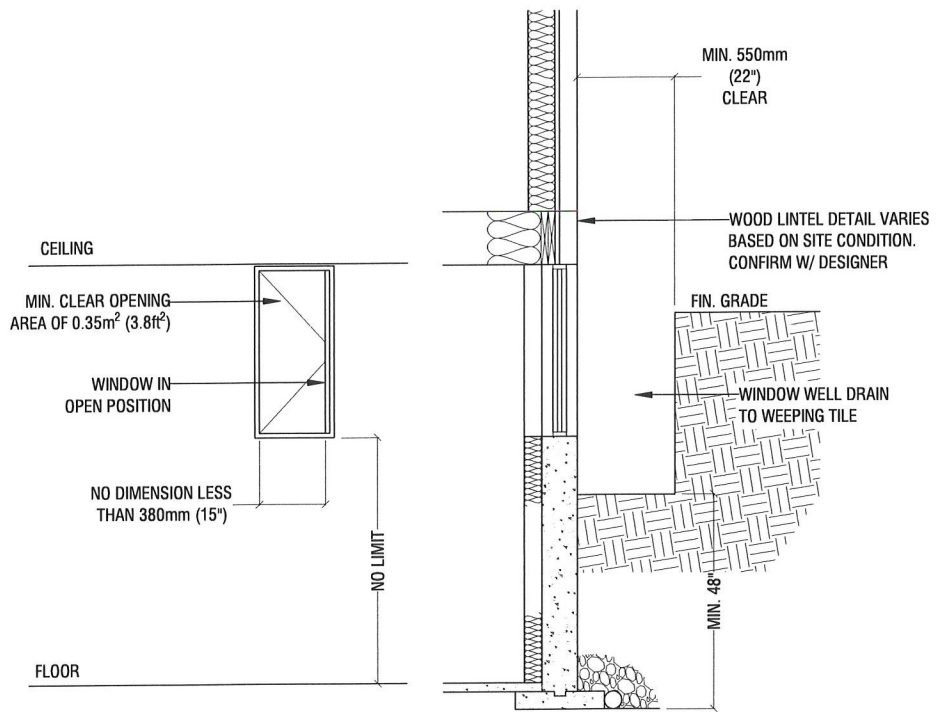 MIN. 550mm
(22")
CLEAR
WOOD LINTEL DETAIL VARIES
BASED ON SITE CONDITION.
CONFIRM W/ DESIGNER
CEILING
MIN. CLEAR OPENING
AREA OF 0.35m² (3.8ft²)
FIN. GRADE
WINDOW IN
OPEN POSITION
WINDOW WELL DRAIN
TO WEEPING TILE
NO DIMENSION LESS
THAN 380mm (15")
NO LIMIT
MIN. 48"
FLOOR